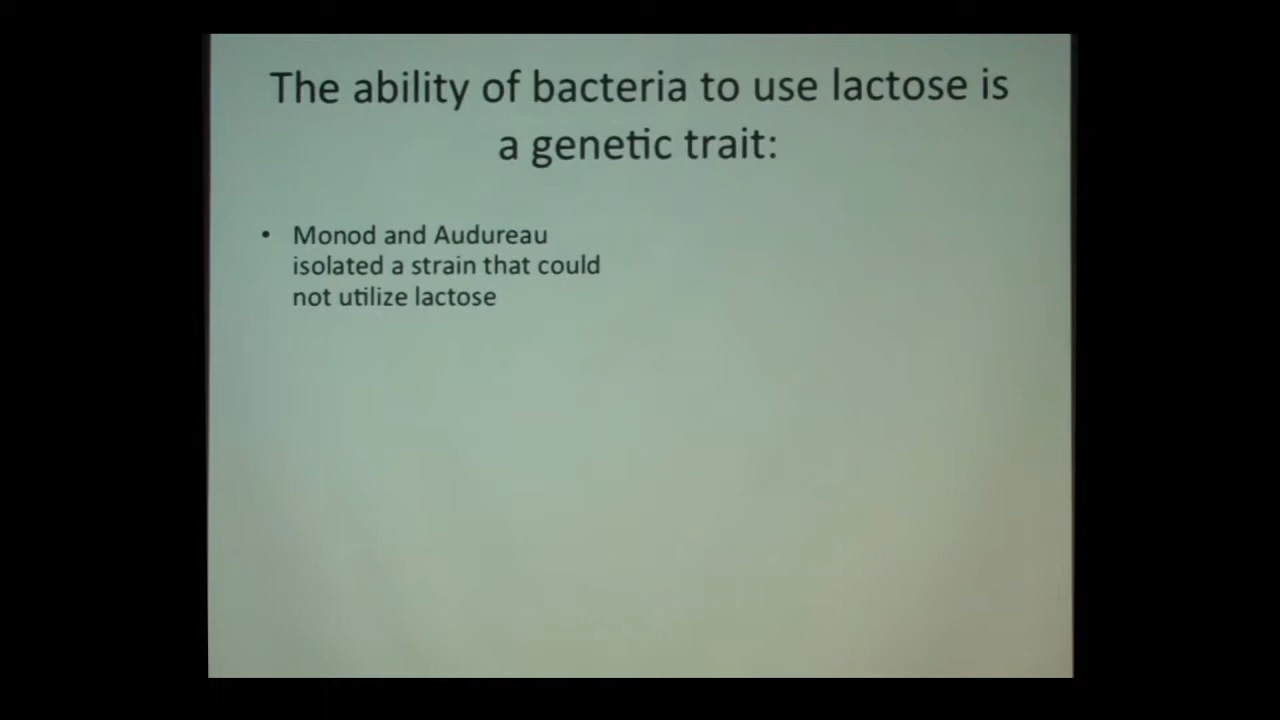 The ability of bacteria to use lactose is
a genetic trait:
• Monod and Audureau
isolated a strain that could
not utilize lactose